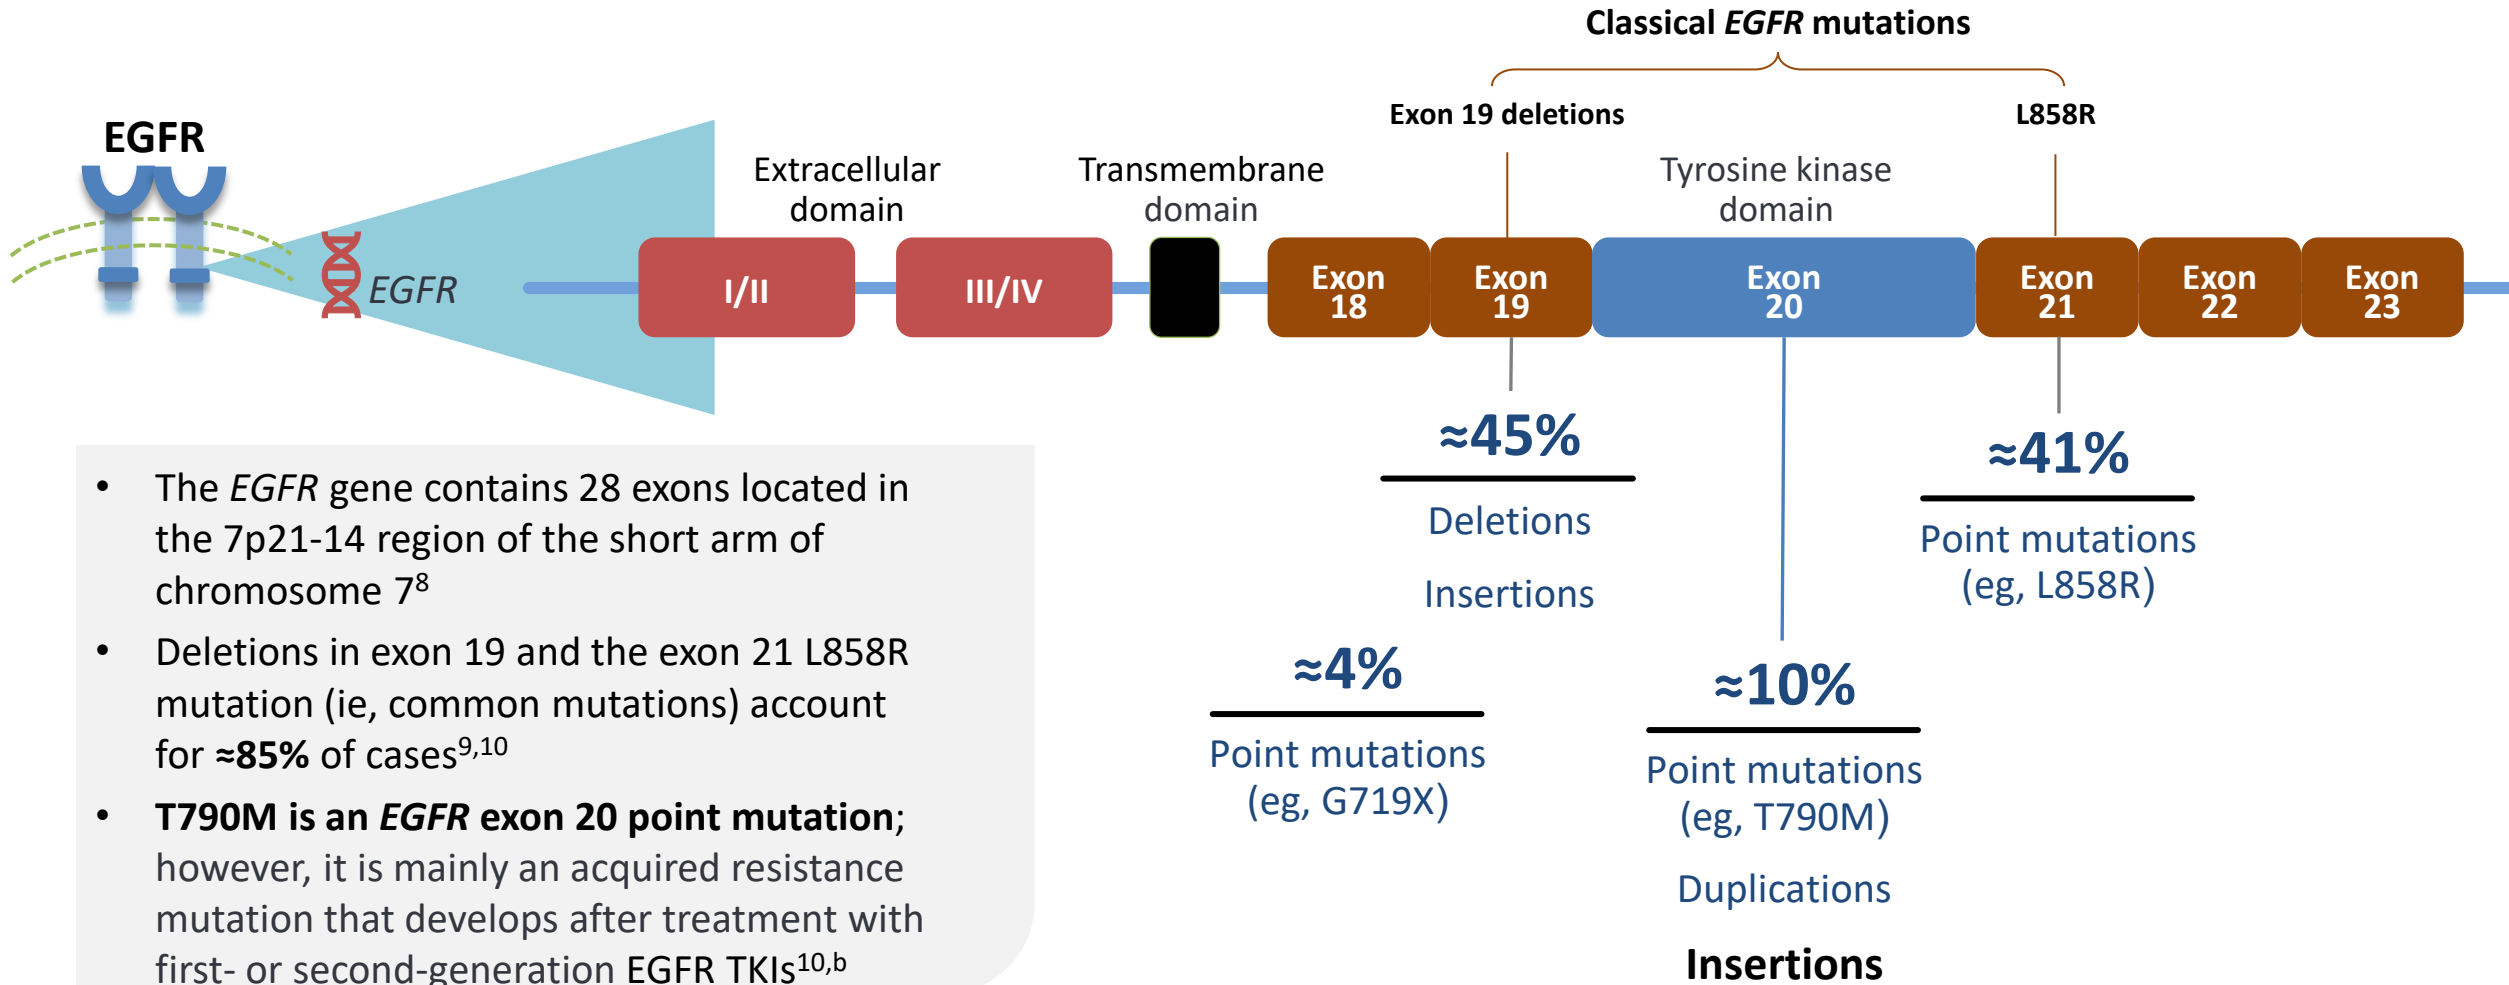 Classical EGFR mutations
Exon 19 deletions
L858R
EGFR
Extracellular
domain
Transmembrane
domain
Tyrosine kinase
domain
EGFR
I/II
III/IV
Exon
18
Exon
19
Exon
20
Exon
21
Exon
22
Exon
23
• The EGFR gene contains 28 exons located in
the 7p21-14 region of the short arm of
chromosome 7⁸
• Deletions in exon 19 and the exon 21 L858R
mutation (ie, common mutations) account
for ≈85% of cases⁹,¹⁰
• T790M is an EGFR exon 20 point mutation;
however, it is mainly an acquired resistance
mutation that develops after treatment with
first- or second-generation EGFR TKIs¹⁰,ᵇ
≈45%
Deletions
Insertions
≈41%
Point mutations
(eg, L858R)
≈4%
Point mutations
(eg, G719X)
≈10%
Point mutations
(eg, T790M)
Duplications
Insertions